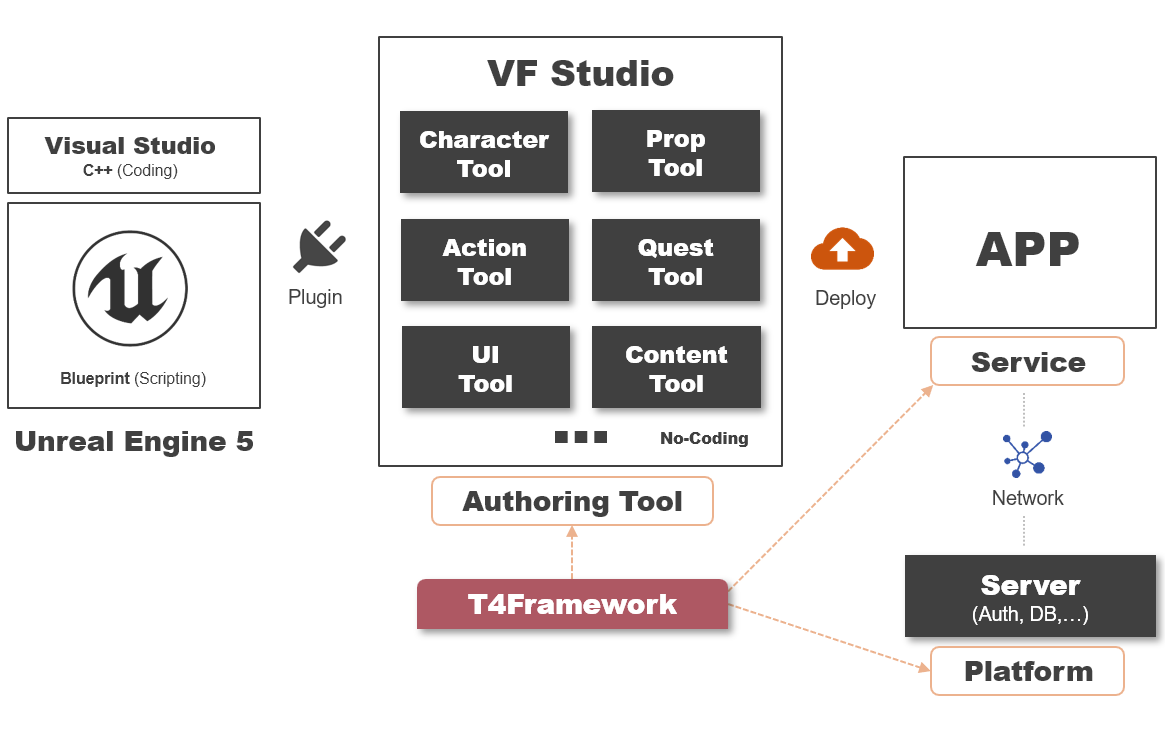 VF Studio
Visual Studio
C++ (Coding)
Blueprint (Scripting)
Unreal Engine 5
Plugin
Character
Tool
Prop
Tool
Action
Tool
Quest
Tool
UI
Tool
Content
Tool
No-Coding
Authoring Tool
T4Framework
Deploy
APP
Service
Network
Server
(Auth, DB,...)
Platform